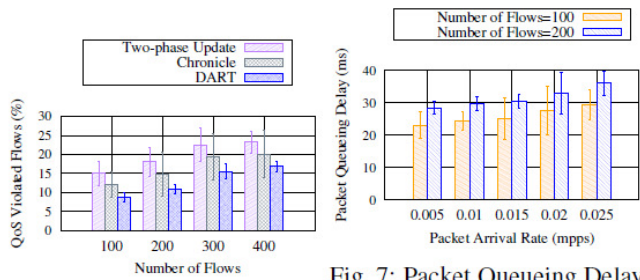 Two-phase Update
Chronicle
DART
QoS Violated Flows (%)
30
25
20
15
10
5
0
100 200 300 400
Number of Flows
Number of Flows=100
Number of Flows=200
Packet Queueing Delay (ms)
40
30
20
10
0
0.005 0.01 0.015 0.02 0.025
Packet Arrival Rate (mpps)
Fig. 7: Packet Queueing Delay